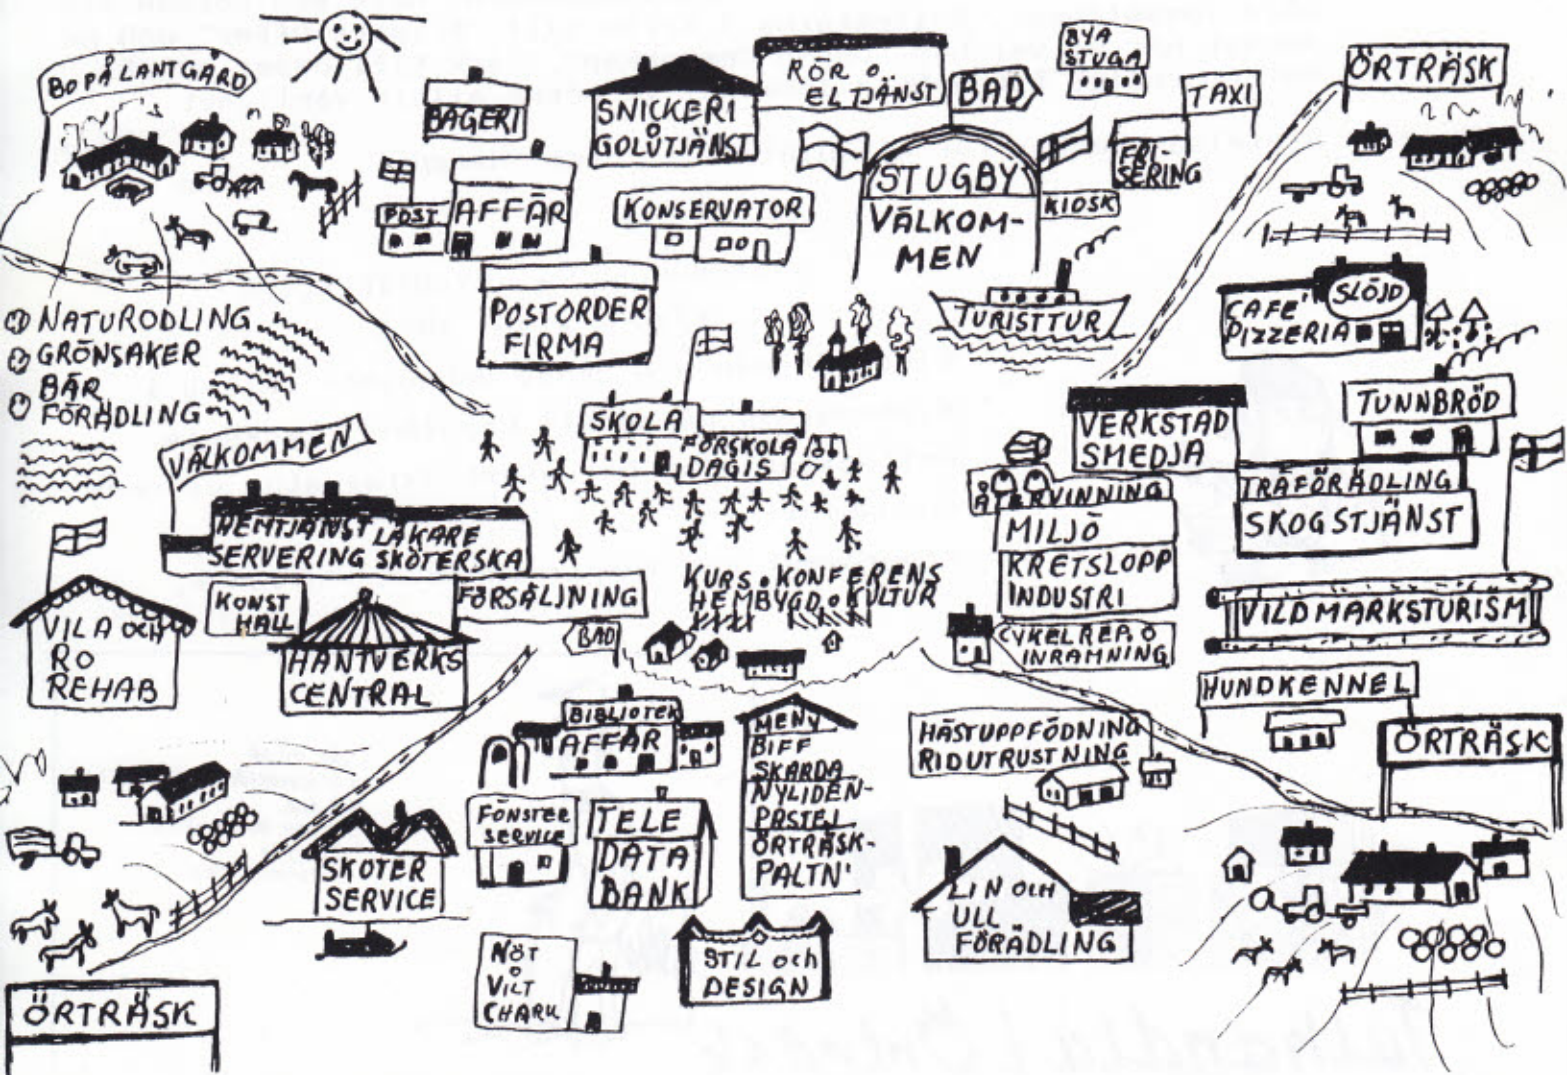 BO PÅ LANTGÅRD
BAGERI
SNICKERI
GOLVTJÄNST
RÖR O.
ELTJÄNST
BAD
BYA
STUGA
TAXI
ÖRTRÄSK
FRI-
SERING
POST
AFFÄR
KONSERVATOR
STUGBY
VÄLKOM-
MEN
KIOSK
POSTORDER
FIRMA
TURISTTUR
CAFE'
PIZZERIA
SLÖJD
NATURODLING
GRÖNSAKER
BÄR
FÖRÄDLING
VÄLKOMMEN
SKOLA
FÖRSKOLA
DAGIS
VERKSTAD
SMEDJA
TUNNBRÖD
TRÄFÖRÄDLING
SKOGSTJÄNST
MILJÖ
KRETSLOPP
INDUSTRI
HEMTJÄNST LÄKARE
SERVERING SKÖTERSKA
KONST
HALL
FÖRSÄLJNING
KURS. KONFERENS
HEMBYGD O KULTUR
VILDMARKSTURISM
VILA och
RO
REHAB
HANTVERKS
CENTRAL
BAD
CYKELREP. O
INRAMNING
HUNDKENNEL
BIBLIOTEK
AFFÄR
MENY
BIFF
SKARDA
NYLIDEN-
PASTEJ
ÖRTRÄSK-
PALTN'
HÄSTUPPFÖDNING
RIDUTRUSTNING
ÖRTRÄSK
FÖNSTER
SERVICE
TELE
DATA
BANK
SKOTER
SERVICE
LIN och
ULL
FÖRÄDLING
NÖT
O
VILT
CHARK
STIL och
DESIGN
ÖRTRÄSK